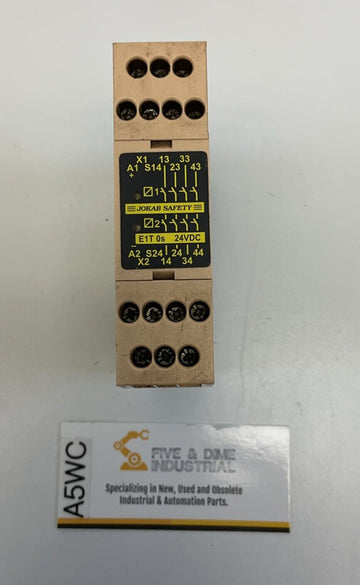 X1 13 33
A1 S14 23 43
+
1
JOKAB SAFETY
2
E1T 0s 24VDC
−
A2 S24 24 44
X2 14 34
A5WC
FIVE & DIME
INDUSTRIAL
Specializing in New, Used and Obsolete
Industrial & Automation Parts.